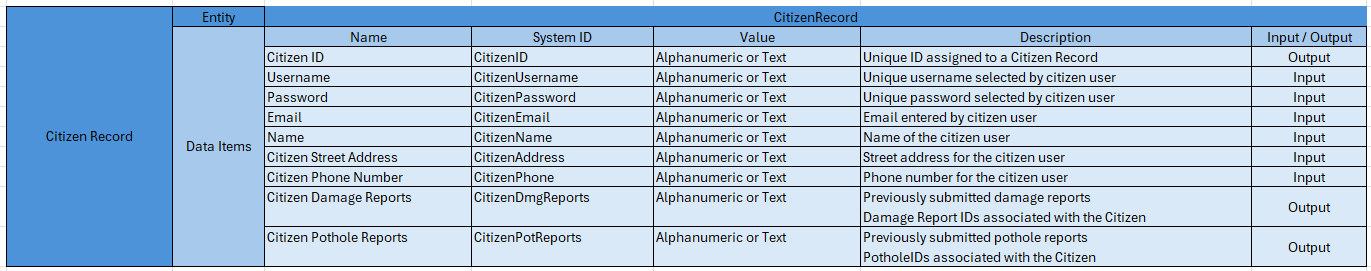 Entity CitizenRecord
Name System ID Value Description Input / Output
Citizen ID CitizenID Alphanumeric or Text Unique ID assigned to a Citizen Record Output
Username CitizenUsername Alphanumeric or Text Unique username selected by citizen user Input
Password CitizenPassword Alphanumeric or Text Unique password selected by citizen user Input
Email CitizenEmail Alphanumeric or Text Email entered by citizen user Input
Citizen Record Name CitizenName Alphanumeric or Text Name of the citizen user Input
Data Items
Citizen Street Address CitizenAddress Alphanumeric or Text Street address for the citizen user Input
Citizen Phone Number CitizenPhone Alphanumeric or Text Phone number for the citizen user Input
Citizen Damage Reports CitizenDmgReports Alphanumeric or Text Previously submitted damage reports
Damage Report IDs associated with the Citizen Output
Citizen Pothole Reports CitizenPotReports Alphanumeric or Text Previously submitted pothole reports
PotholeIDs associated with the Citizen Output